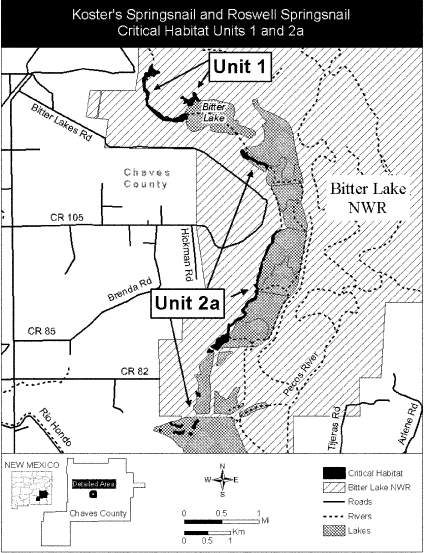 Koster's Springsnail and Roswell Springsnail
Critical Habitat Units 1 and 2a
Unit 1
Bitter Lakes Rd
Bitter
Lake
Chaves
County
Bitter Lake
NWR
CR 105
Hickman Rd
Brenda Rd
Unit 2a
CR 85
CR 82
Pecos River
Rio Hondo
Tijeras Rd
Arlene Rd
NEW MEXICO
Detailed Area
Chaves County
N
W
E
S
0 0.5 1
Mi
Km
0 0.5 1
Critical Habitat
Bitter Lake NWR
Roads
Rivers
Lakes